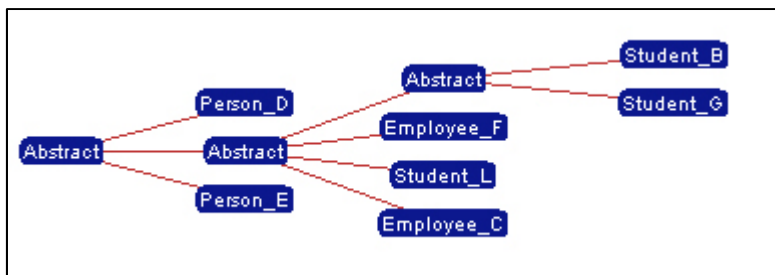 Student_B
Abstract
Person_D
Student_G
Employee_F
Abstract
Abstract
Student_L
Person_E
Employee_C